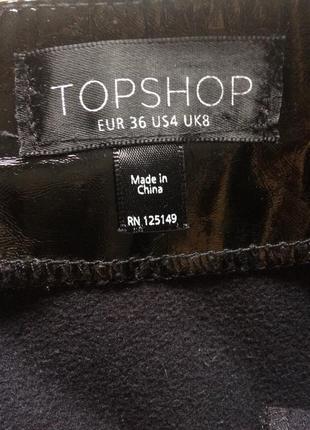 TOPSHOP
EUR 36 US4 UK8
Made in
China
RN 125149